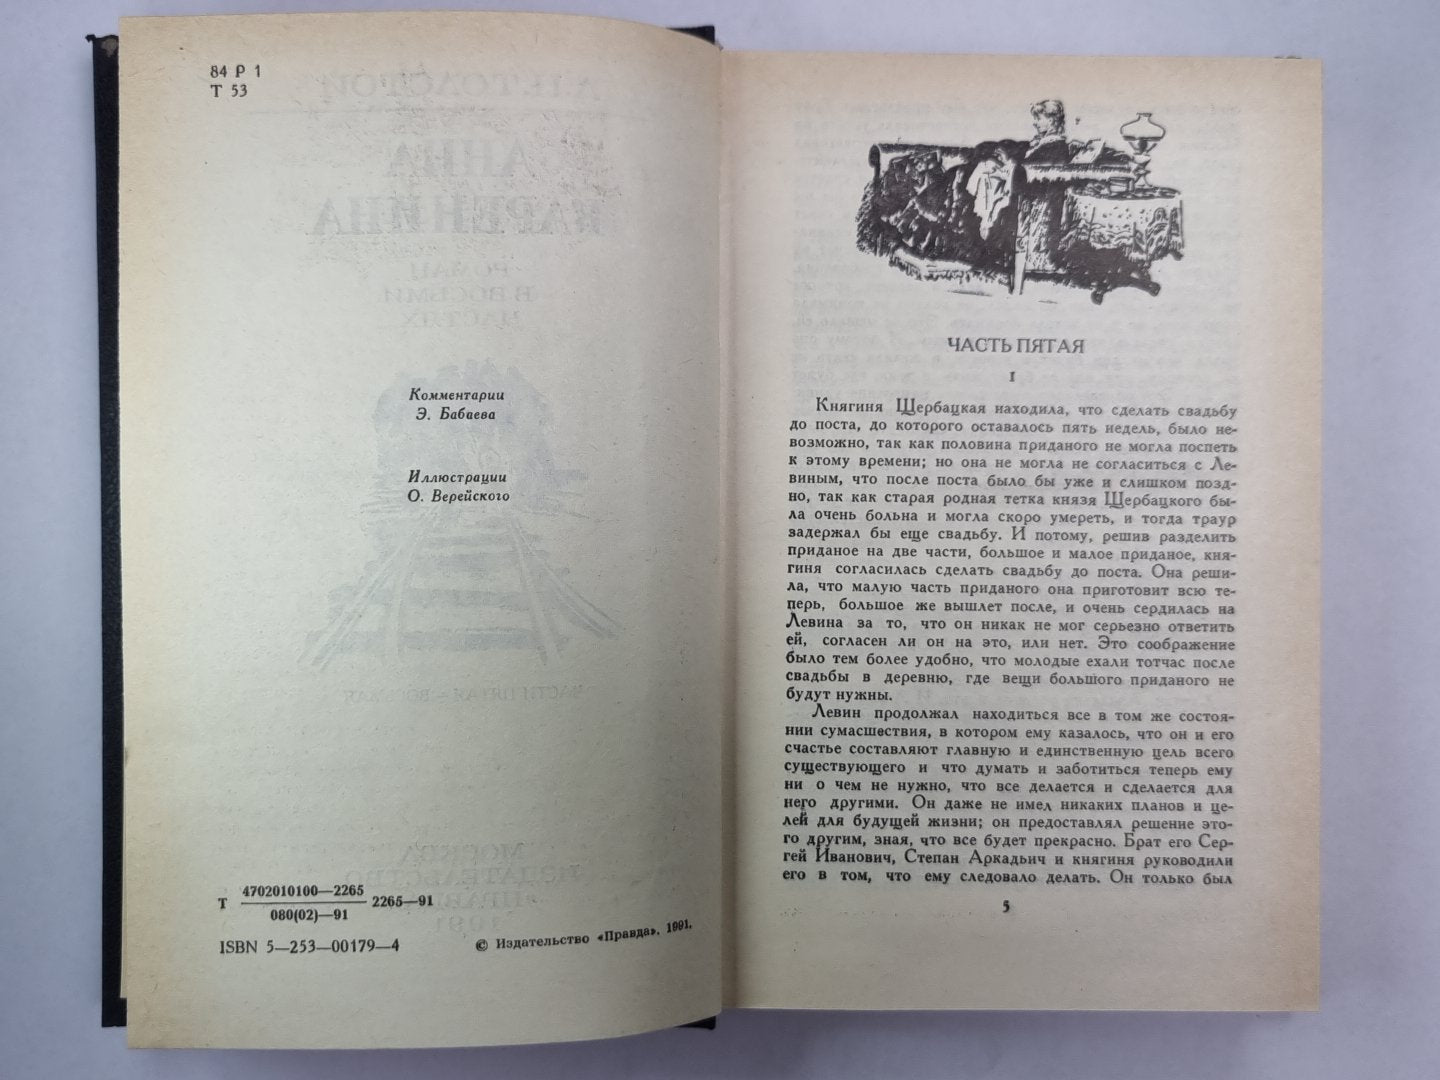 84 Р 1
Т 53
Комментарии
Э. Бабаева
Иллюстрации
О. Верейского
Т 4702010100—2265 2265—91
080(02)—91
ISBN 5—253—00179—4
© Издательство «Правда», 1991.
ЧАСТЬ ПЯТАЯ
I
Княгиня Щербацкая находила, что сделать свадьбу
до поста, до которого оставалось пять недель, было не-
возможно, так как половина приданого не могла поспеть
к этому времени; но она не могла не согласиться с Ле-
виным, что после поста было бы уже и слишком позд-
но, так как старая родная тетка князя Щербацкого бы-
ла очень больна и могла скоро умереть, и тогда траур
задержал бы еще свадьбу. И потому, решив разделить
приданое на две части, большое и малое приданое, кня-
гиня согласилась сделать свадьбу до поста. Она реши-
ла, что малую часть приданого она приготовит всю те-
перь, большое же вышлет после, и очень сердилась на
Левина за то, что он никак не мог серьезно ответить
ей, согласен ли он на это, или нет. Это соображение
было тем более удобно, что молодые ехали тотчас после
свадьбы в деревню, где вещи большого приданого не
будут нужны.
Левин продолжал находиться все в том же состоя-
нии сумасшествия, в котором ему казалось, что он и его
счастье составляют главную и единственную цель всего
существующего и что думать и заботиться теперь ему
ни о чем не нужно, что все делается и сделается для
него другими. Он даже не имел никаких планов и це-
лей для будущей жизни; он предоставлял решение это-
го другим, зная, что все будет прекрасно. Брат его Сер-
гей Иванович, Степан Аркадьич и княгиня руководили
его в том, что ему следовало делать. Он только был
5